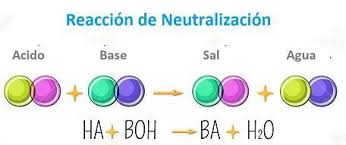 Reacción de Neutralización
Acido Base Sal Agua
HA + BOH → BA + H2O